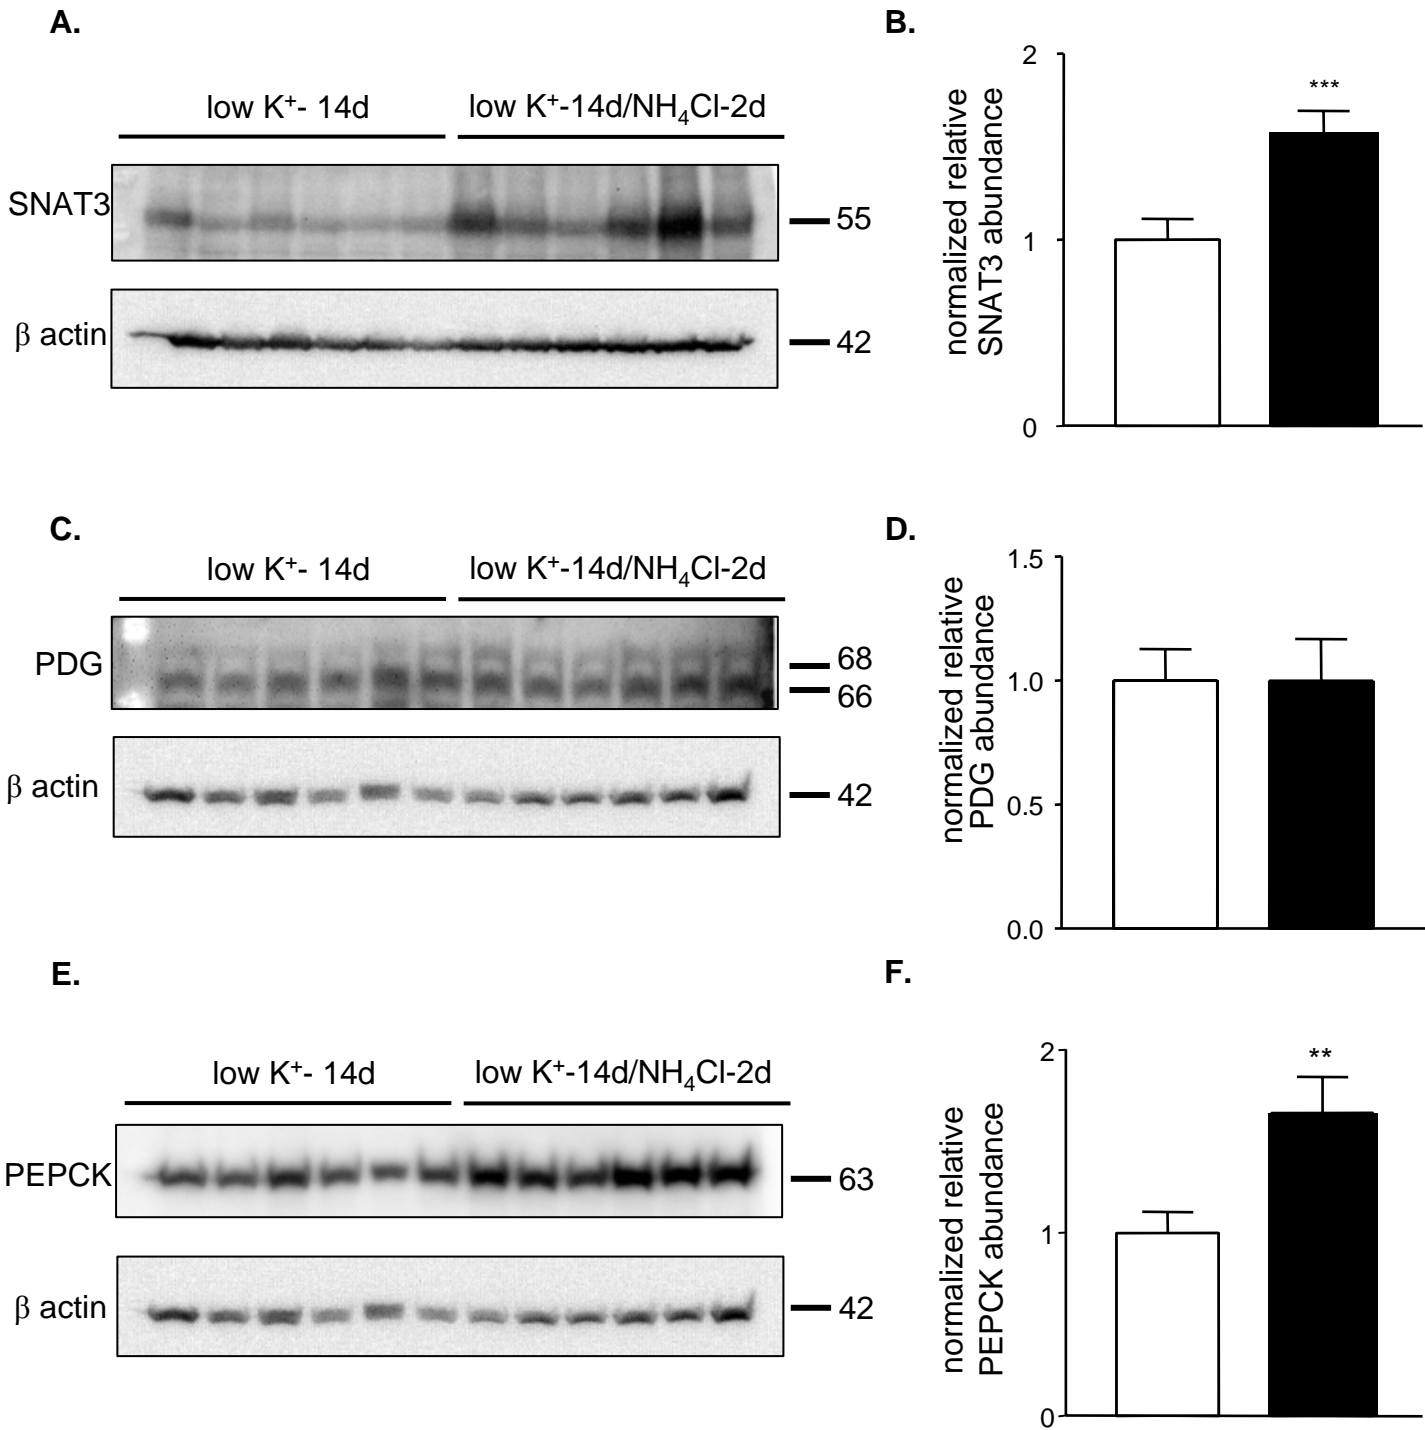 A.
low K⁺- 14d
low K⁺-14d/NH₄Cl-2d
SNAT3
55
β actin
42
B.
normalized relative
SNAT3 abundance
2
1
0
***
C.
low K⁺- 14d
low K⁺-14d/NH₄Cl-2d
PDG
68
66
β actin
42
D.
normalized relative
PDG abundance
1.5
1.0
0.5
0.0
E.
low K⁺- 14d
low K⁺-14d/NH₄Cl-2d
PEPCK
63
β actin
42
F.
normalized relative
PEPCK abundance
2
1
0
**